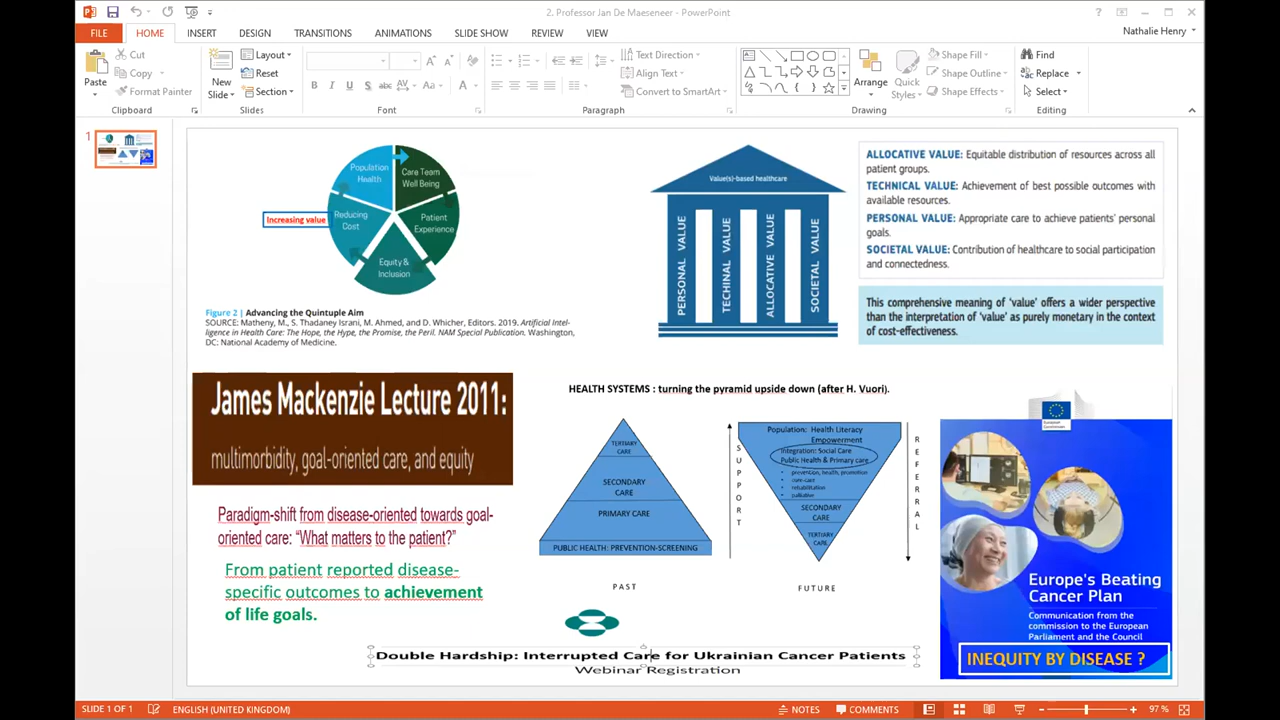 2. Professor Jan De Maeseneer - PowerPoint
FILE
HOME
INSERT
DESIGN
TRANSITIONS
ANIMATIONS
SLIDE SHOW
REVIEW
VIEW
Nathalie Henry
Paste
Cut
Copy
Format Painter
Clipboard
New
Slide
Layout
Reset
Section
Slides
Font
Text Direction
Align Text
Convert to SmartArt
Paragraph
Arrange
Quick
Styles
Shape Fill
Shape Outline
Shape Effects
Drawing
Find
Replace
Select
Editing
1
Increasing value
Population
Health
Care Team
Well Being
Reducing
Cost
Patient
Experience
Equity &
Inclusion
Figure 2 | Advancing the Quintuple Aim
SOURCE: Matheny, M., S. Thadaney Israni, M. Ahmed, and D. Whicher, Editors. 2019. Artificial Intel-
ligence in Health Care: The Hope, the Hype, the Promise, the Peril. NAM Special Publication. Washington,
DC: National Academy of Medicine.
Value(s)-based healthcare
PERSONAL VALUE
TECHINAL VALUE
ALLOCATIVE VALUE
SOCIETAL VALUE
ALLOCATIVE VALUE: Equitable distribution of resources across all
patient groups.
TECHNICAL VALUE: Achievement of best possible outcomes with
available resources.
PERSONAL VALUE: Appropriate care to achieve patients' personal
goals.
SOCIETAL VALUE: Contribution of healthcare to social participation
and connectedness.
This comprehensive meaning of 'value' offers a wider perspective
than the interpretation of 'value' as purely monetary in the context
of cost-effectiveness.
James Mackenzie Lecture 2011:
multimorbidity, goal-oriented care, and equity
Paradigm-shift from disease-oriented towards goal-
oriented care: "What matters to the patient?"
From patient reported disease-
specific outcomes to achievement
of life goals.
HEALTH SYSTEMS : turning the pyramid upside down (after H. Vuori).
TERTIARY
CARE
SECONDARY
CARE
PRIMARY CARE
PUBLIC HEALTH: PREVENTION-SCREENING
PAST
SUPPORT
Population: Health Literacy
Empowerment
Integration: Social Care
Public Health & Primary care
• prevention, health, promotion
• cure-care
• rehabilitation
• palliative
SECONDARY
CARE
TERTIARY
CARE
REFERRAL
FUTURE
European
Commission
Europe's Beating
Cancer Plan
Communication from the
commission to the European
Parliament and the Council
INEQUITY BY DISEASE ?
Double Hardship: Interrupted Care for Ukrainian Cancer Patients
Webinar Registration
SLIDE 1 OF 1
ENGLISH (UNITED KINGDOM)
NOTES
COMMENTS
97 %